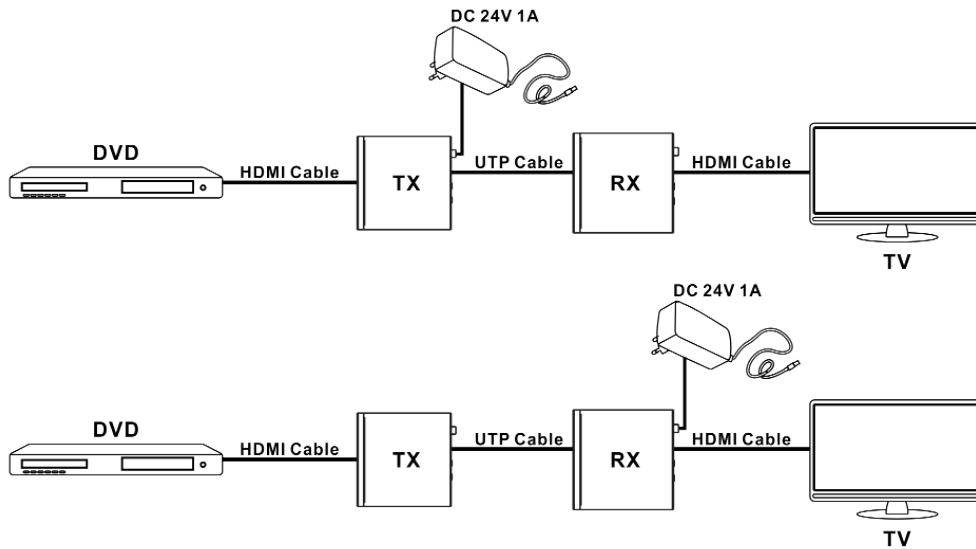 DC 24V 1A
DVD
HDMI Cable
TX
UTP Cable
RX
HDMI Cable
TV
DC 24V 1A
DVD
HDMI Cable
TX
UTP Cable
RX
HDMI Cable
TV